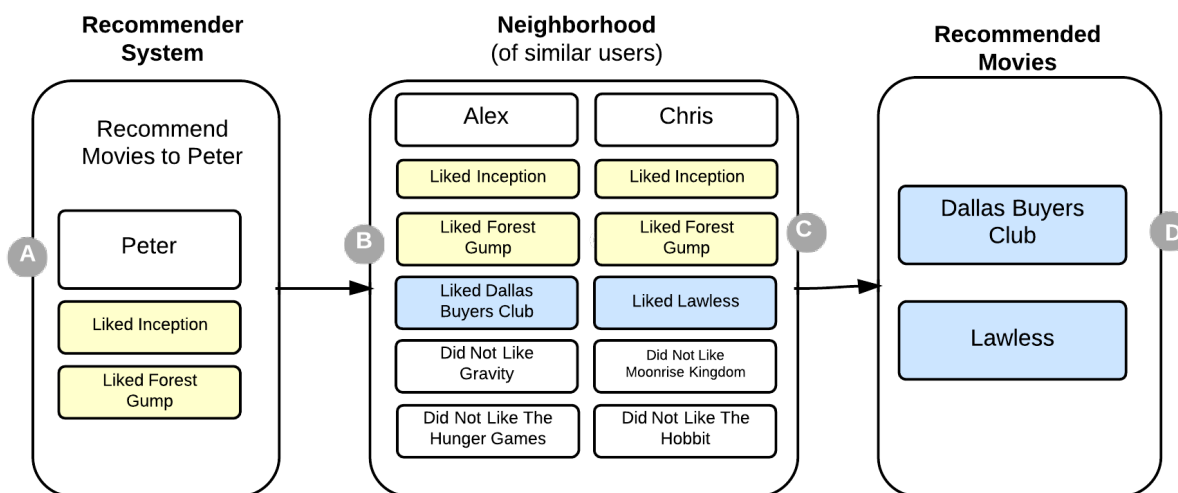 Recommender
System
Recommend
Movies to Peter
A
Peter
Liked Inception
Liked Forest
Gump
Neighborhood
(of similar users)
B
Alex
Liked Inception
Liked Forest
Gump
Liked Dallas
Buyers Club
Did Not Like
Gravity
Did Not Like The
Hunger Games
Chris
Liked Inception
Liked Forest
Gump
Liked Lawless
Did Not Like
Moonrise Kingdom
Did Not Like The
Hobbit
C
Recommended
Movies
Dallas Buyers
Club
Lawless
D